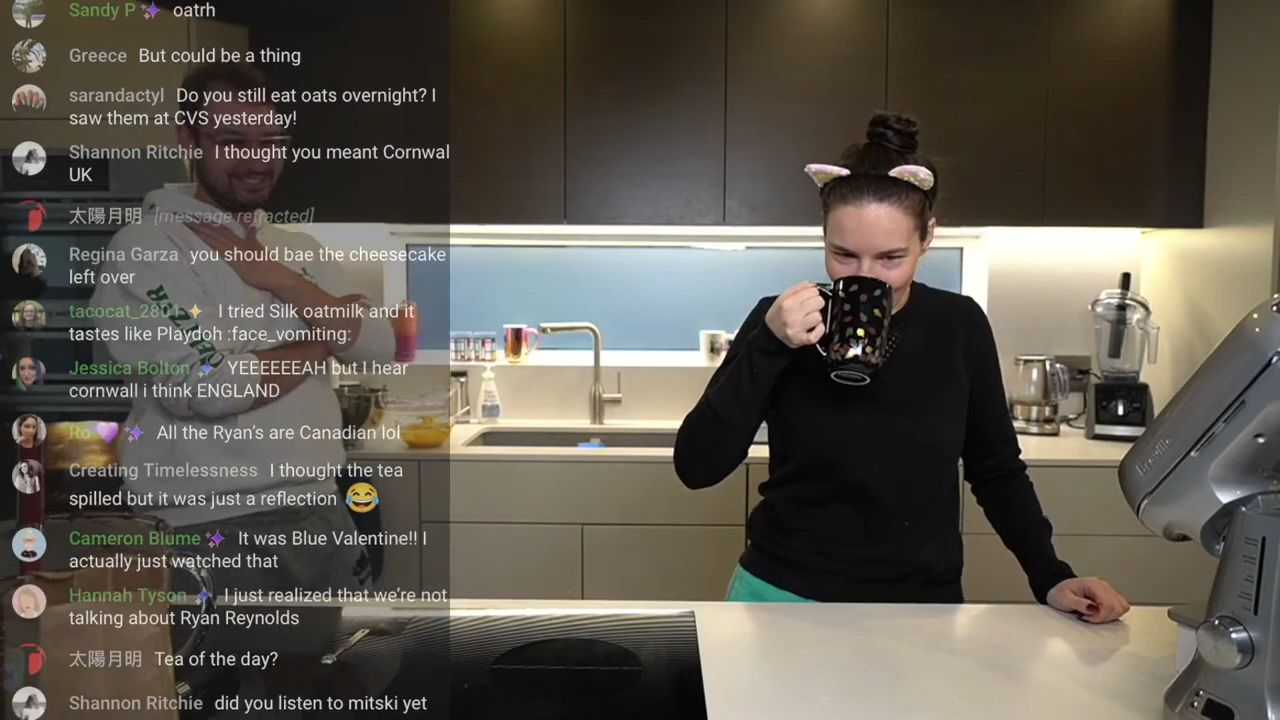 Sandy P oatrh
Greece But could be a thing
sarandactyl Do you still eat oats overnight? I
saw them at CVS yesterday!
Shannon Ritchie I thought you meant Cornwal
UK
太陽月明 [message retracted]
Regina Garza you should bae the cheesecake
left over
tacocat_2801 I tried Silk oatmilk and it
tastes like Playdoh :face_vomiting:
Jessica Bolton YEEEEEEAH but I hear
cornwall i think ENGLAND
Ro All the Ryan's are Canadian lol
Creating Timelessness I thought the tea
spilled but it was just a reflection 😂
Cameron Blume It was Blue Valentine!! I
actually just watched that
Hannah Tyson I just realized that we're not
talking about Ryan Reynolds
太陽月明 Tea of the day?
Shannon Ritchie did you listen to mitski yet
Breville